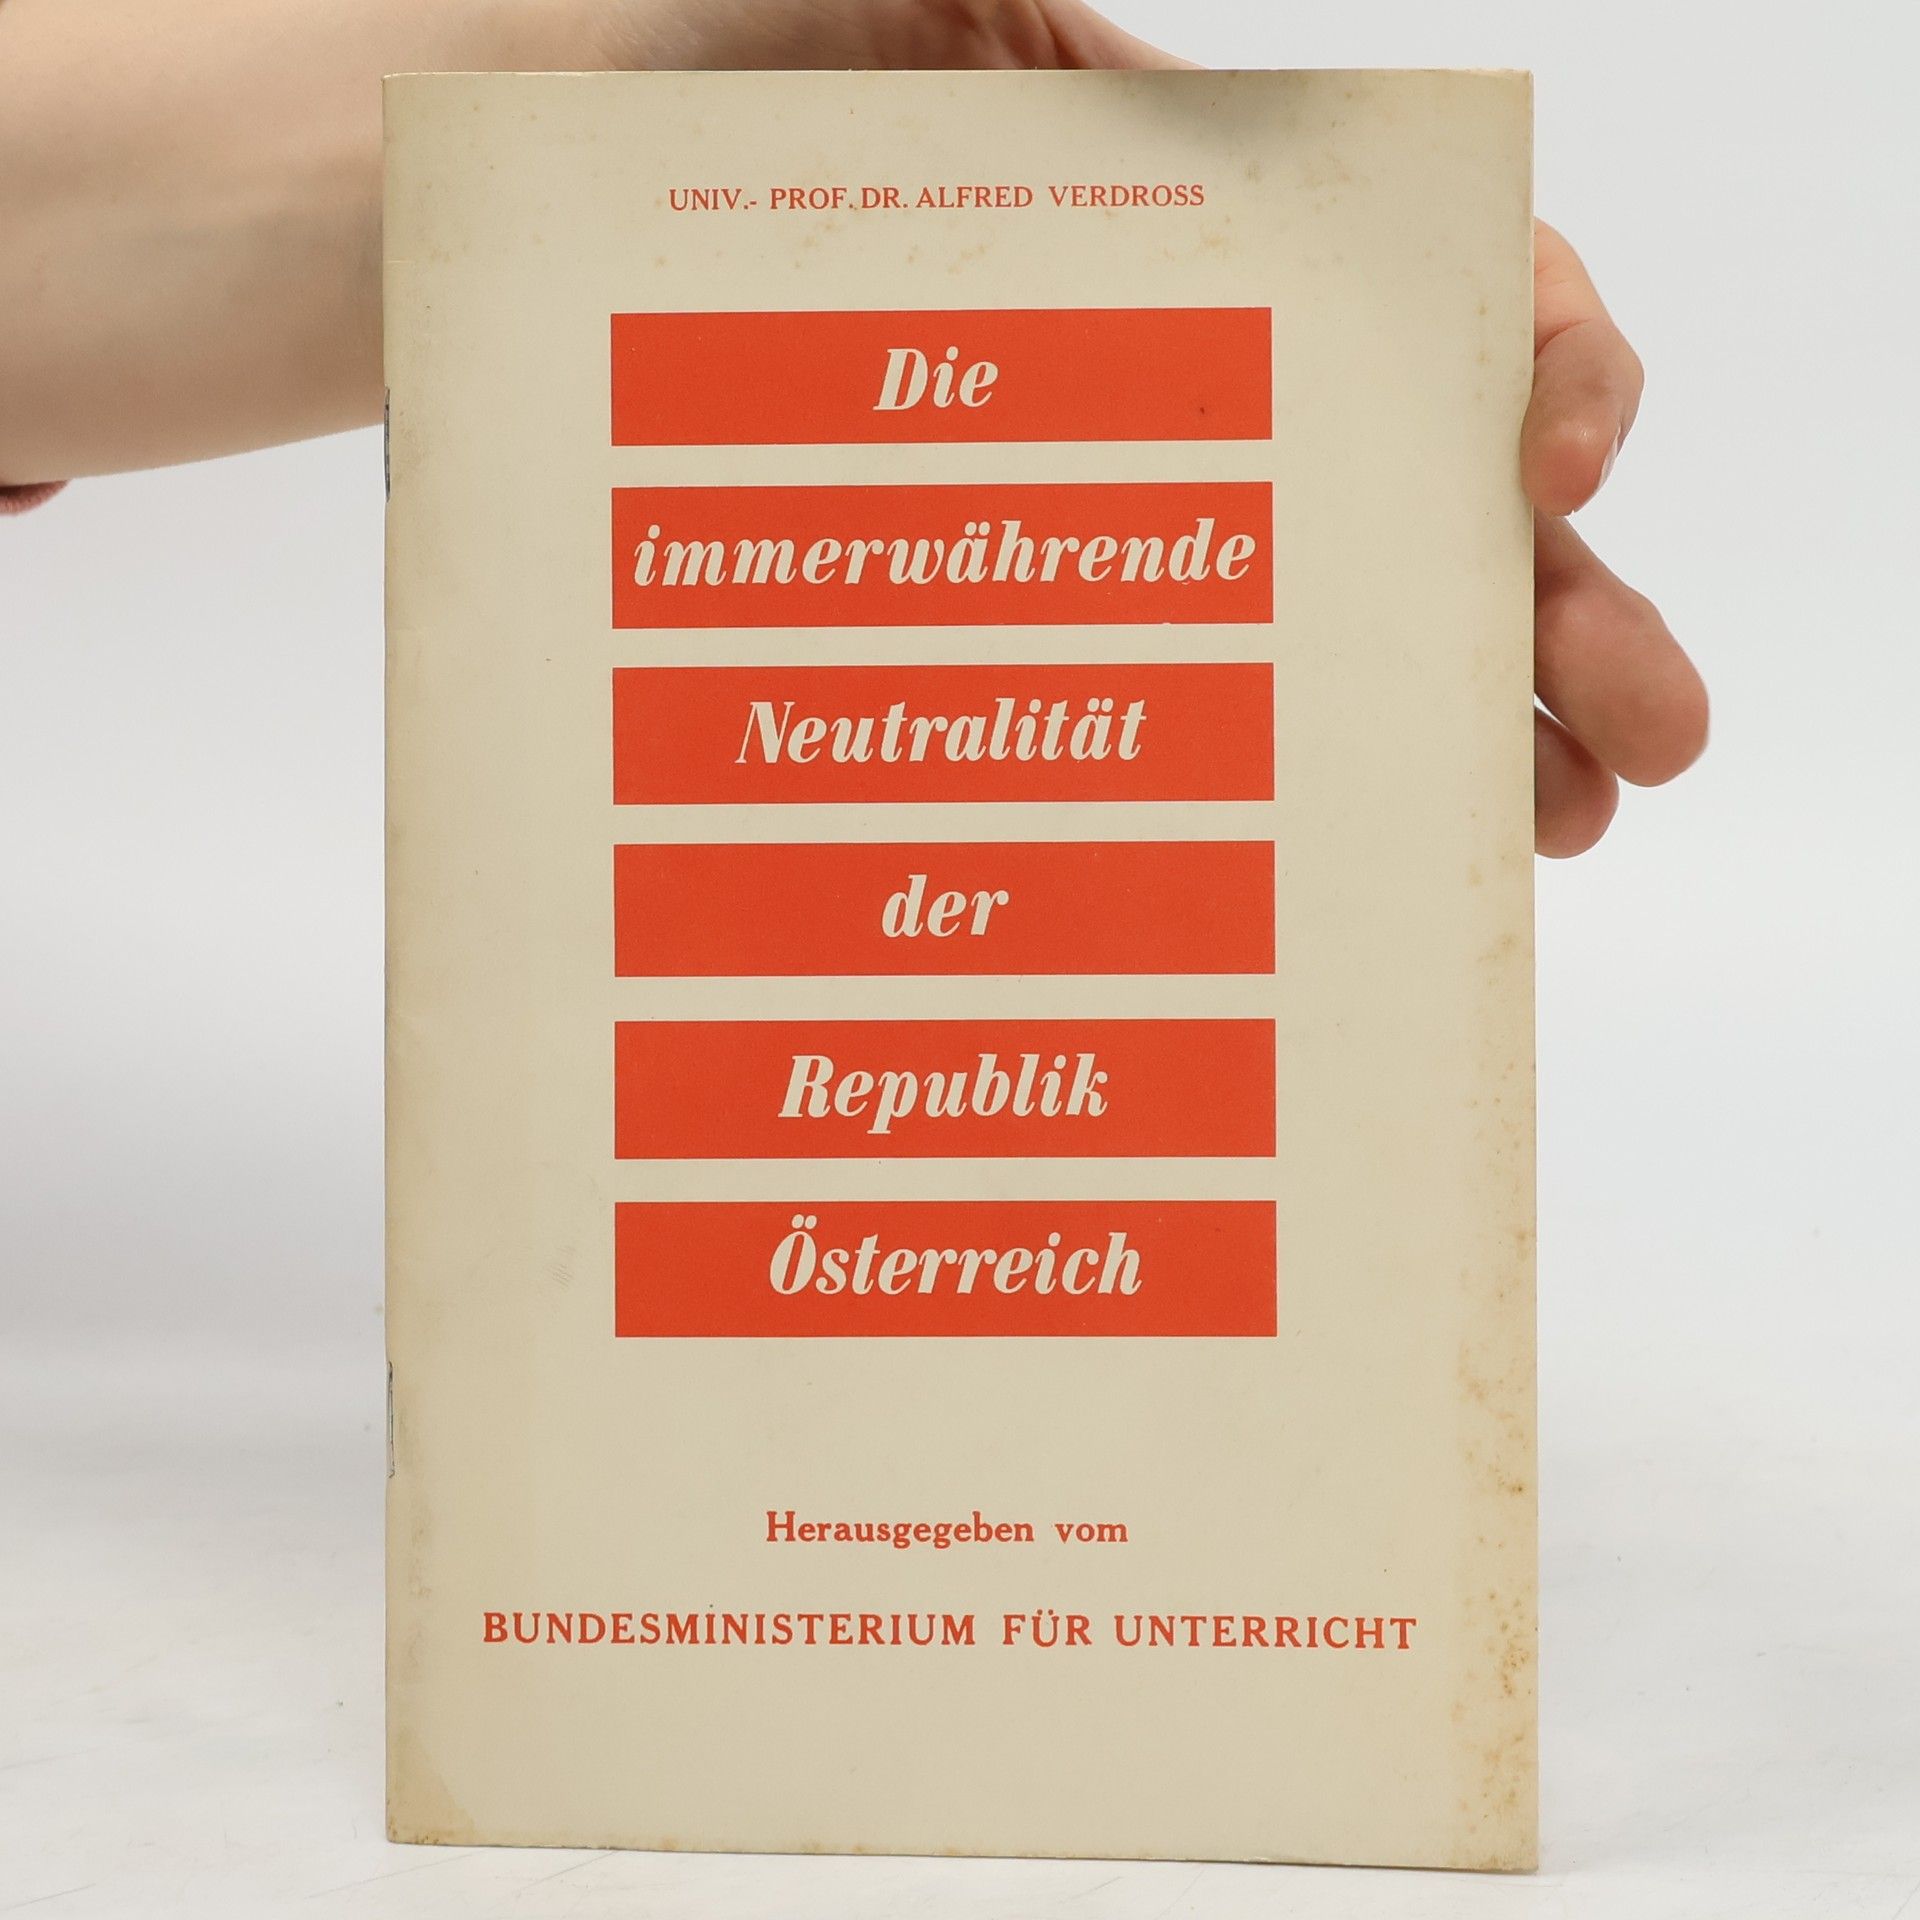 UNIV.- PROF. DR. ALFRED VERDROSS
Die
immerwährende
Neutralität
der
Republik
Österreich
Herausgegeben vom
BUNDESMINISTERIUM FÜR UNTERRICHT